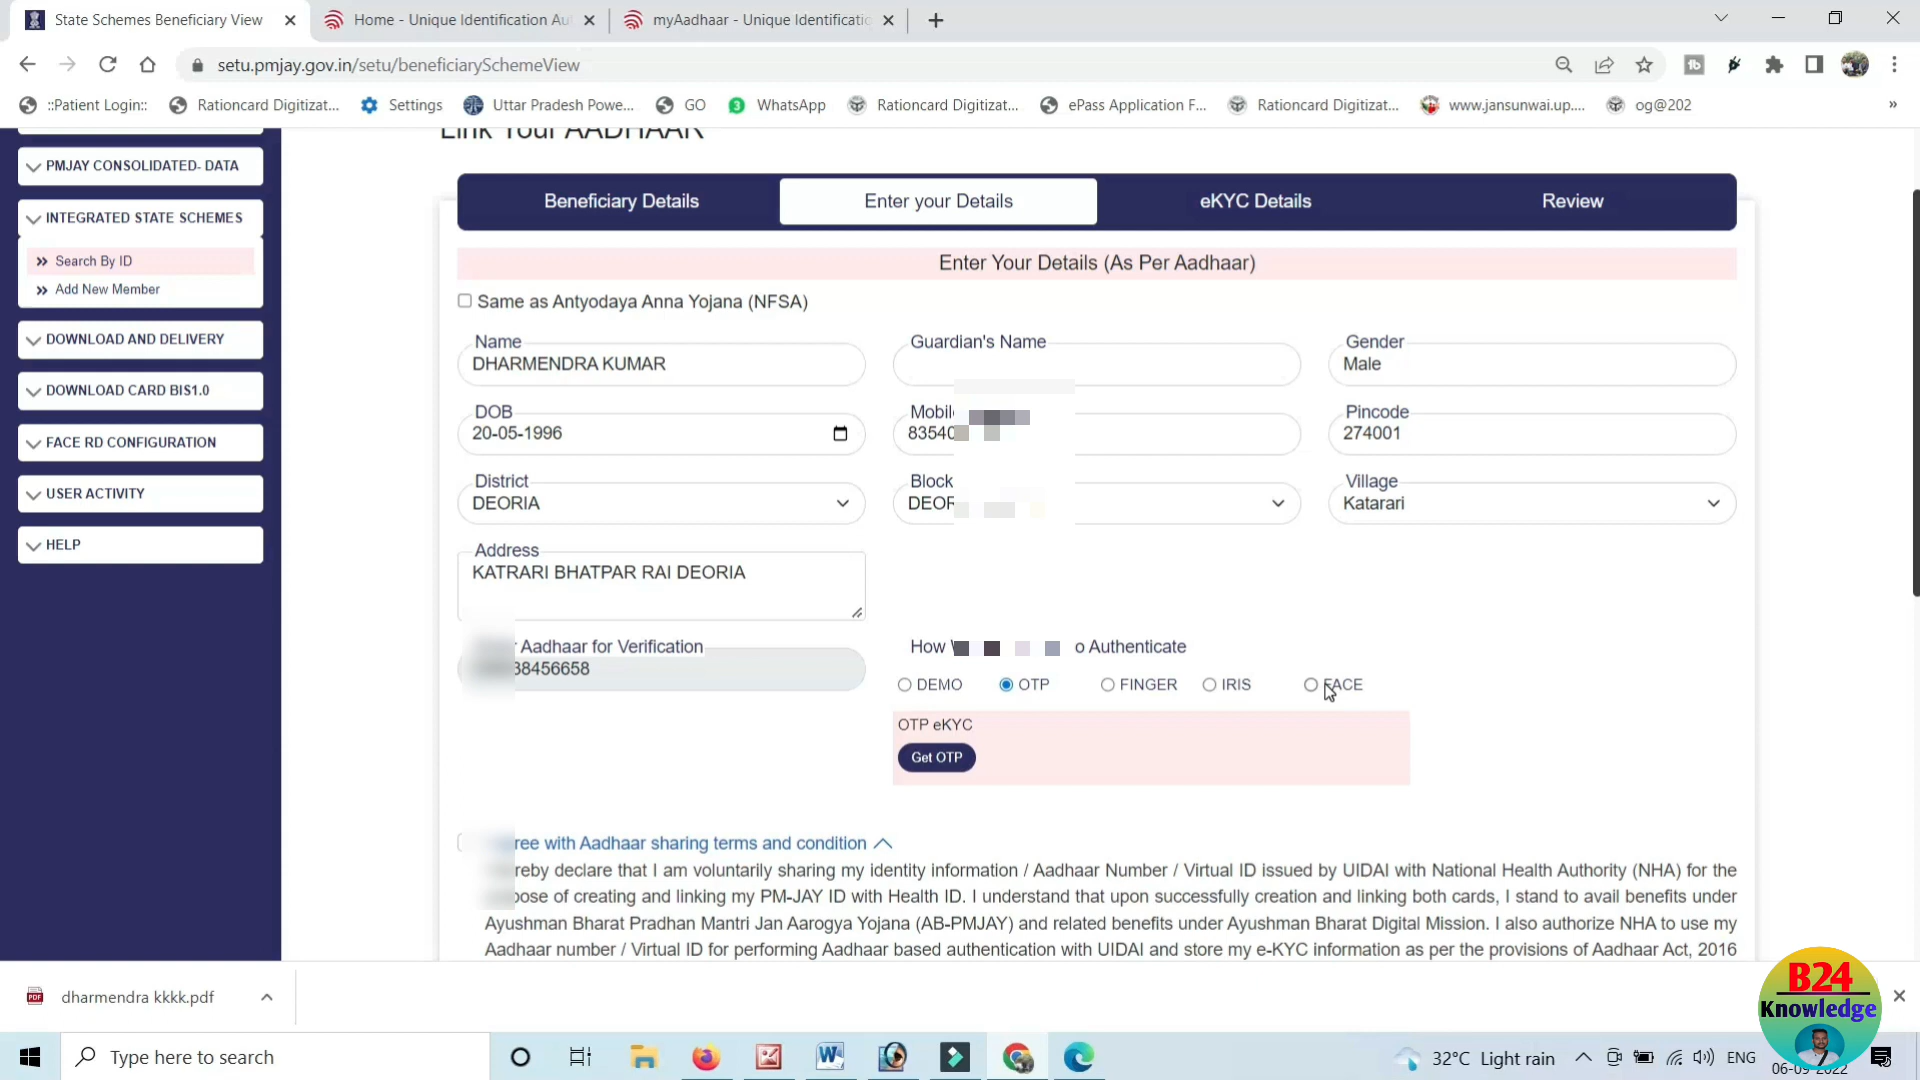 State Schemes Beneficiary View
Home - Unique Identification Au
myAadhaar - Unique Identificatio
setu.pmjay.gov.in/setu/beneficiarySchemeView
::Patient Login::
Rationcard Digitizat...
Settings
Uttar Pradesh Powe...
GO
WhatsApp
Rationcard Digitizat...
ePass Application F...
Rationcard Digitizat...
www.jansunwai.up....
og@202
Link Your AADHAAR
PMJAY CONSOLIDATED- DATA
INTEGRATED STATE SCHEMES
Search By ID
Add New Member
DOWNLOAD AND DELIVERY
DOWNLOAD CARD BIS1.0
FACE RD CONFIGURATION
USER ACTIVITY
HELP
Beneficiary Details
Enter your Details
eKYC Details
Review
Enter Your Details (As Per Aadhaar)
Same as Antyodaya Anna Yojana (NFSA)
Name
DHARMENDRA KUMAR
Guardian's Name
Gender
Male
DOB
20-05-1996
Mobil
83540
Pincode
274001
District
DEORIA
Block
DEOR
Village
Katarari
Address
KATRARI BHATPAR RAI DEORIA
Aadhaar for Verification
38456658
How o Authenticate
DEMO
OTP
FINGER
IRIS
FACE
OTP eKYC
Get OTP
ree with Aadhaar sharing terms and condition
reby declare that I am voluntarily sharing my identity information / Aadhaar Number / Virtual ID issued by UIDAI with National Health Authority (NHA) for the
pose of creating and linking my PM-JAY ID with Health ID. I understand that upon successfully creation and linking both cards, I stand to avail benefits under
Ayushman Bharat Pradhan Mantri Jan Aarogya Yojana (AB-PMJAY) and related benefits under Ayushman Bharat Digital Mission. I also authorize NHA to use my
Aadhaar number / Virtual ID for performing Aadhaar based authentication with UIDAI and store my e-KYC information as per the provisions of Aadhaar Act, 2016
dharmendra kkkk.pdf
B24
Knowledge
Type here to search
32°C Light rain
ENG
06-09-2022